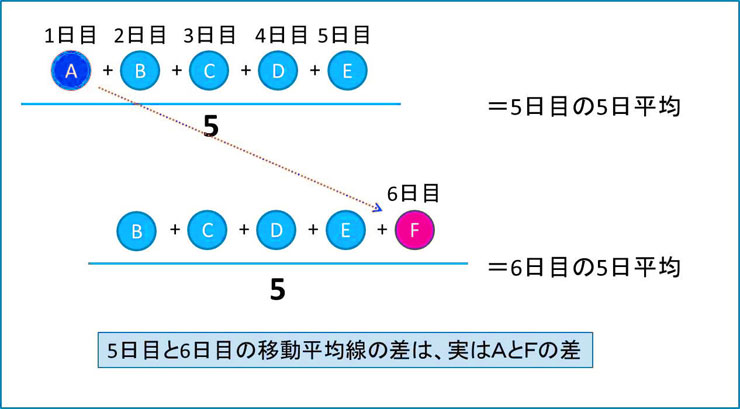 1日目 2日目 3日目 4日目 5日目
A + B + C + D + E
5
＝5日目の5日平均
6日目
B + C + D + E + F
5
＝6日目の5日平均
5日目と6日目の移動平均線の差は、実はAとFの差